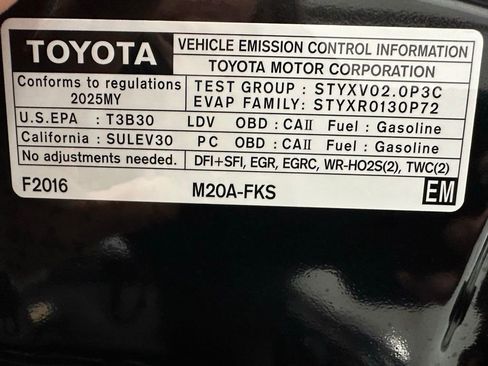 TOYOTA
VEHICLE EMISSION CONTROL INFORMATION
TOYOTA MOTOR CORPORATION
Conforms to regulations
2025MY
TEST GROUP : STYXV02.0P3C
EVAP FAMILY: STYXR0130P72
U.S.EPA : T3B30 LDV OBD : CAII Fuel : Gasoline
California : SULEV30 PC OBD : CAII Fuel : Gasoline
No adjustments needed. DFI+SFI, EGR, EGRC, WR-HO2S(2), TWC(2)
F2016 M20A-FKS EM